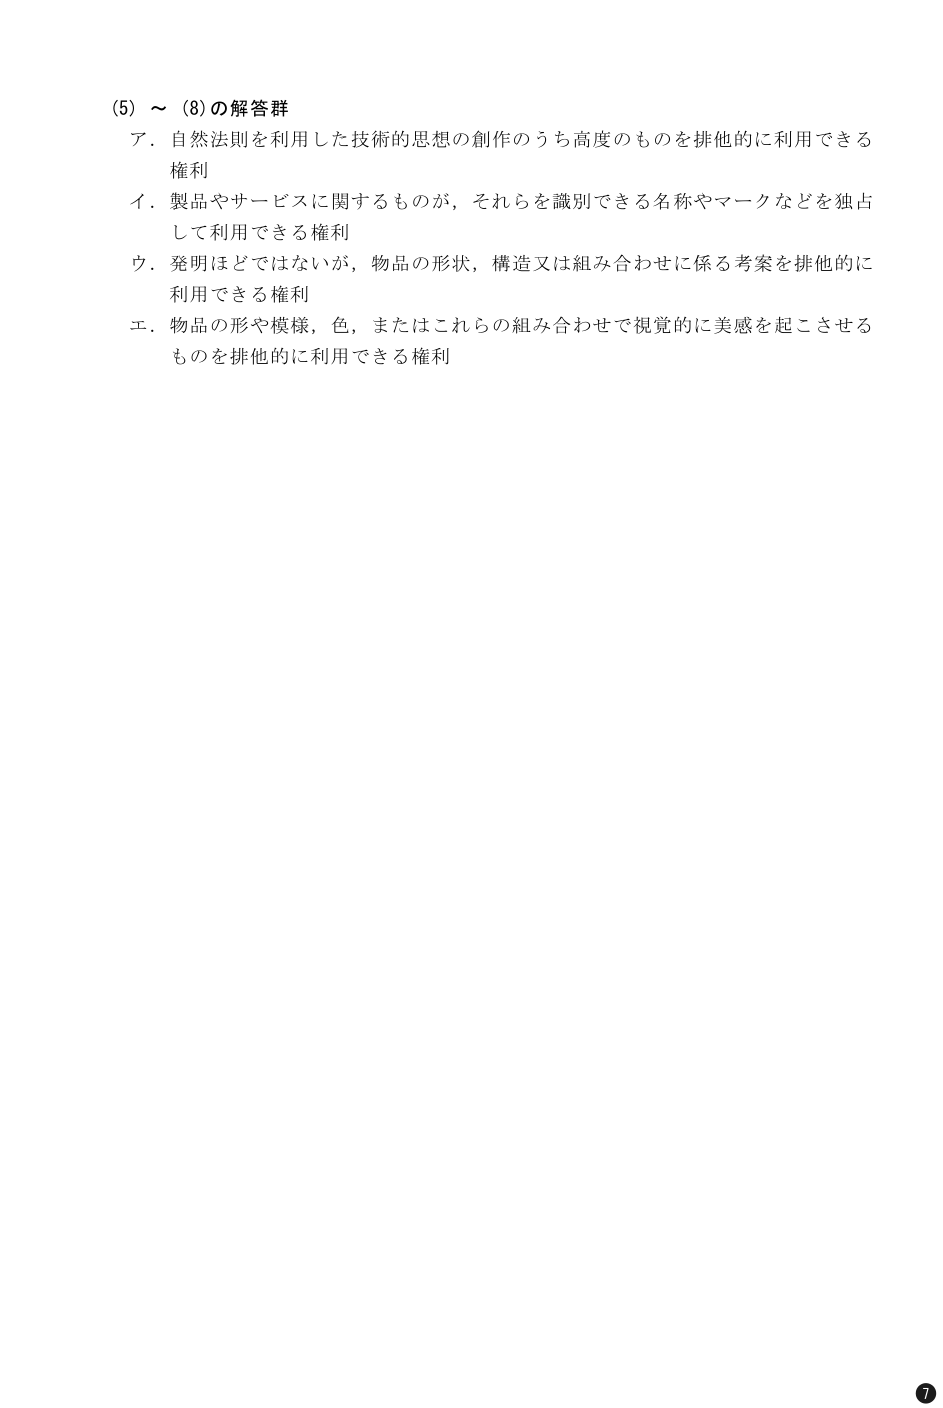 (5) ～ (8)の解答群
ア．自然法則を利用した技術的思想の創作のうち高度のものを排他的に利用できる
権利
イ．製品やサービスに関するものが，それらを識別できる名称やマークなどを独占
して利用できる権利
ウ．発明ほどではないが，物品の形状，構造又は組み合わせに係る考案を排他的に
利用できる権利
エ．物品の形や模様，色，またはこれらの組み合わせで視覚的に美感を起こさせる
ものを排他的に利用できる権利
7